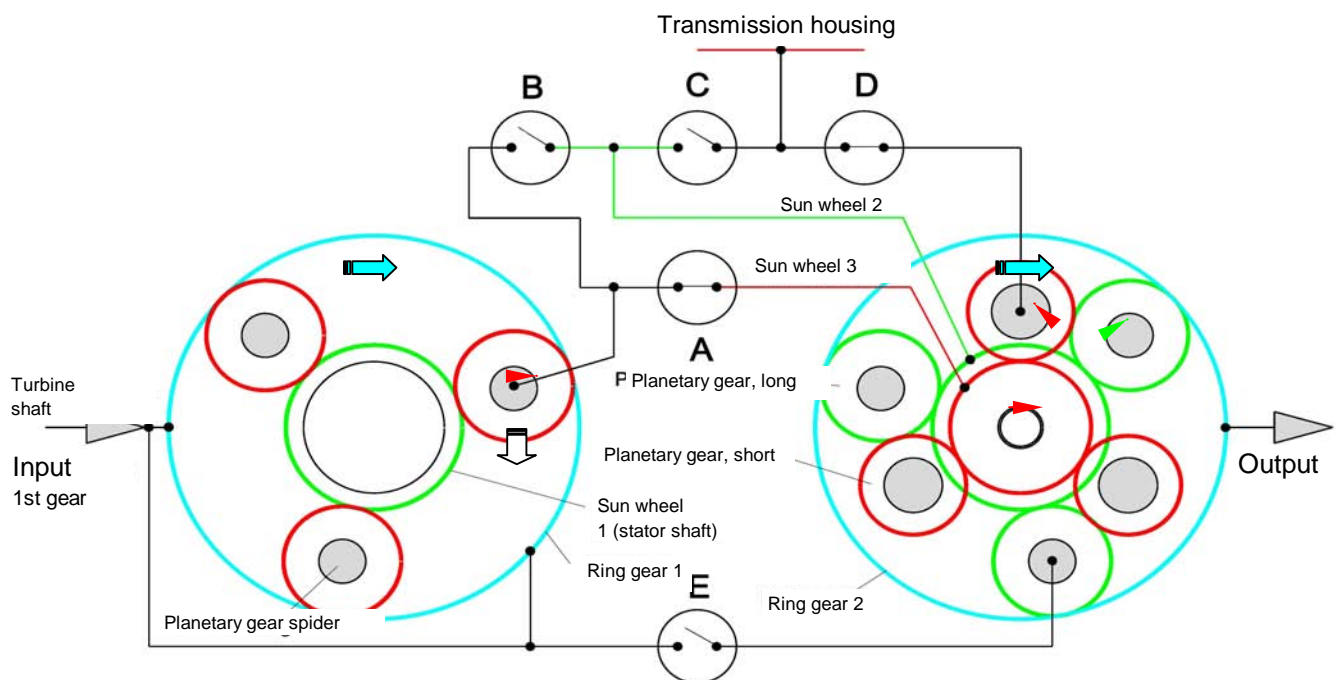 Transmission housing
B
C
D
Sun wheel 2
Sun wheel 3
A
Planetary gear, long
Turbine
shaft
Input
1st gear
Planetary gear, short
Output
Sun wheel
1 (stator shaft)
Ring gear 1
E
Ring gear 2
Planetary gear spider